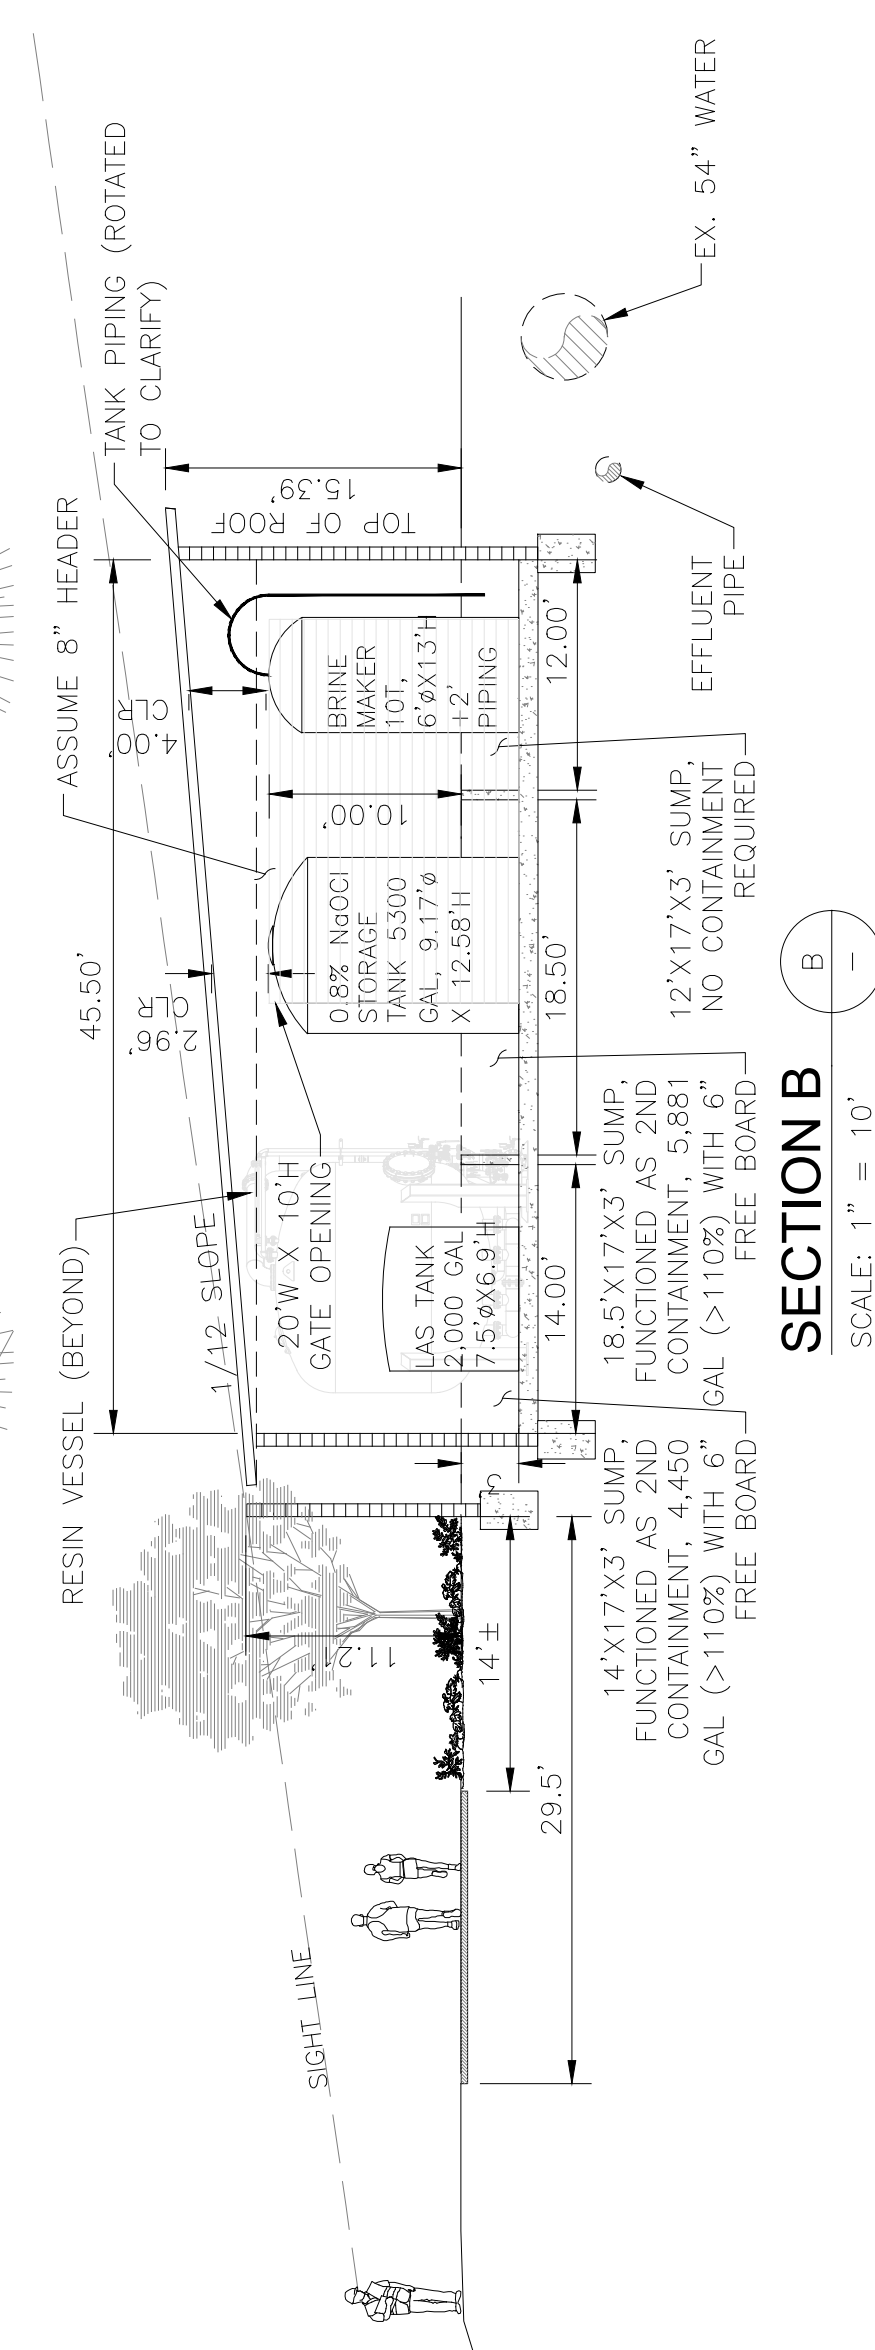 RESIN VESSEL (BEYOND)
45.50'
ASSUME 8" HEADER
TANK PIPING (ROTATED
TO CLARIFY)
SIGHT LINE
1/12 SLOPE
2.96'
CLR
4.00'
CLR
15.39'
TOP OF ROOF
20'W X 10'H
GATE OPENING
10.00'
11.21'
LAS TANK
2,000 GAL
7.5'øX6.9'H
0.8% NaOCl
STORAGE
TANK 5300
GAL, 9.17'ø
X 12.58'H
BRINE
MAKER
10T,
6'øX13'H
+2'
PIPING
3'
14'±
29.5'
14.00'
18.50'
12.00'
14'X17'X3' SUMP,
FUNCTIONED AS 2ND
CONTAINMENT, 4,450
GAL (>110%) WITH 6"
FREE BOARD
18.5'X17'X3' SUMP,
FUNCTIONED AS 2ND
CONTAINMENT, 5,881
GAL (>110%) WITH 6"
FREE BOARD
12'X17'X3' SUMP,
NO CONTAINMENT
REQUIRED
EFFLUENT
PIPE
EX. 54" WATER
SECTION B
SCALE: 1" = 10'
B
–